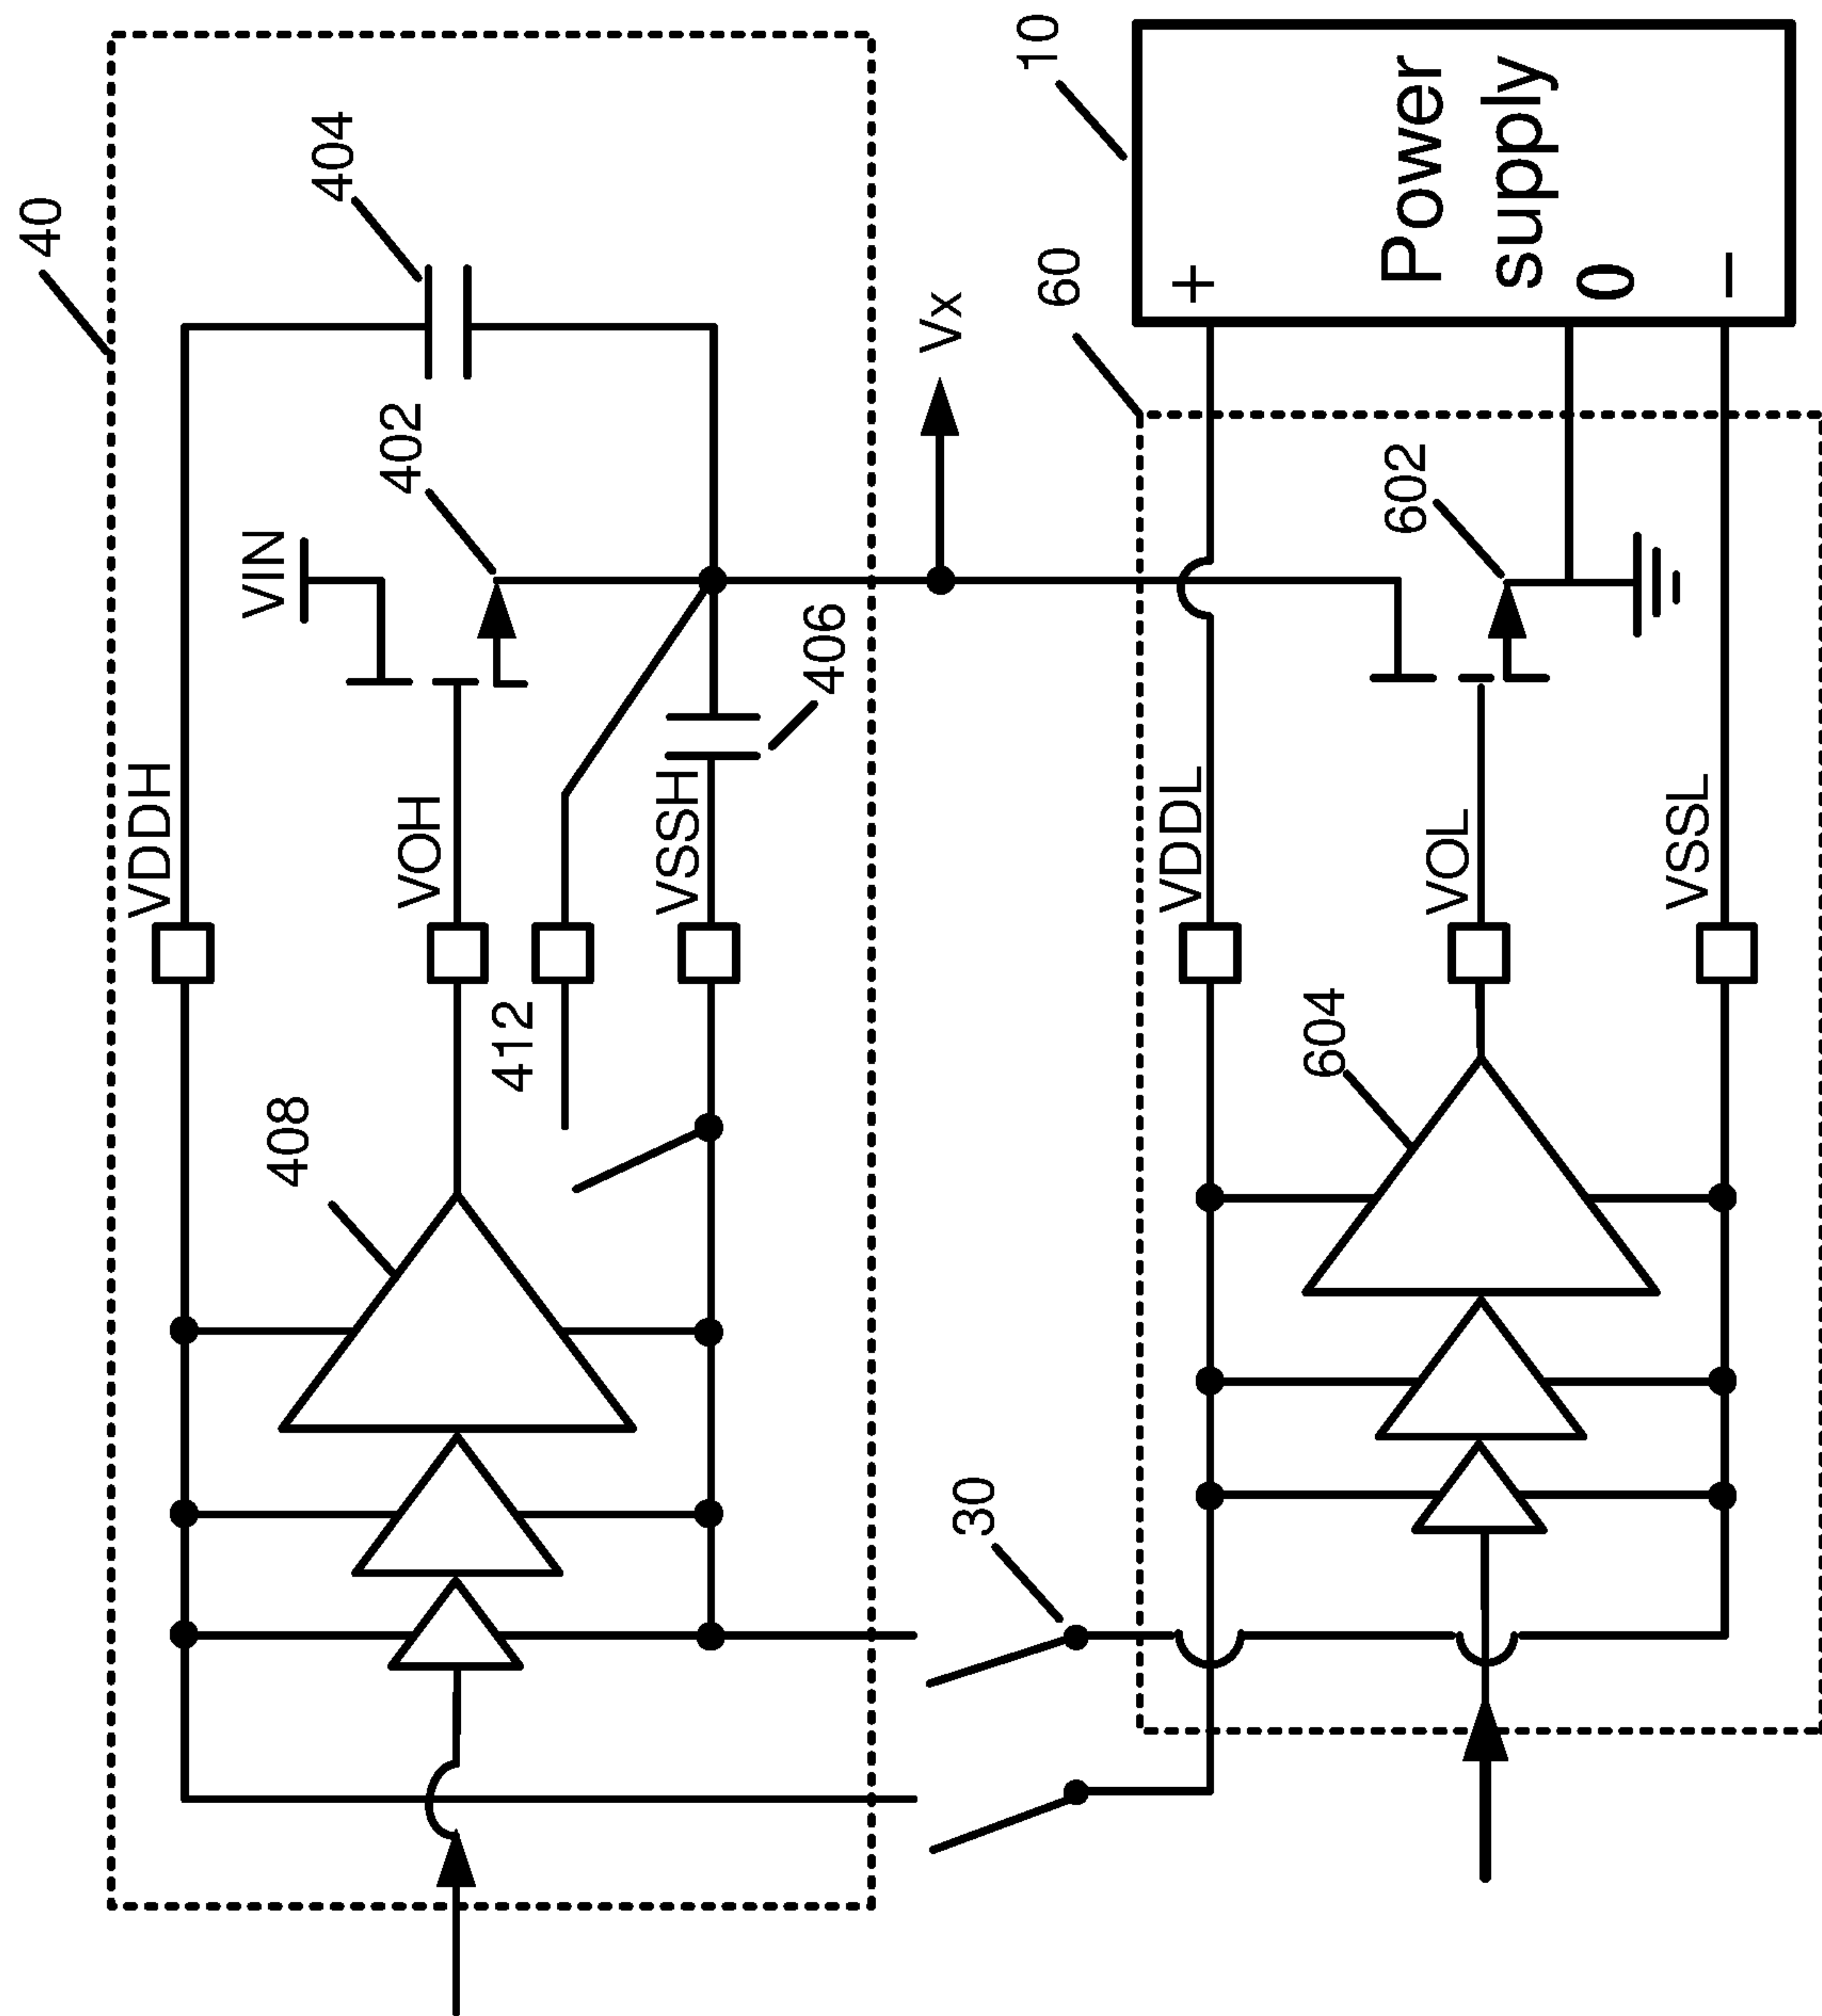 40
404
402
VIN
VDDH
VOH
406
VSSH
412
408
Vx
30
10
Power
supply
+
0
−
60
602
VDDL
VOL
VSSL
604